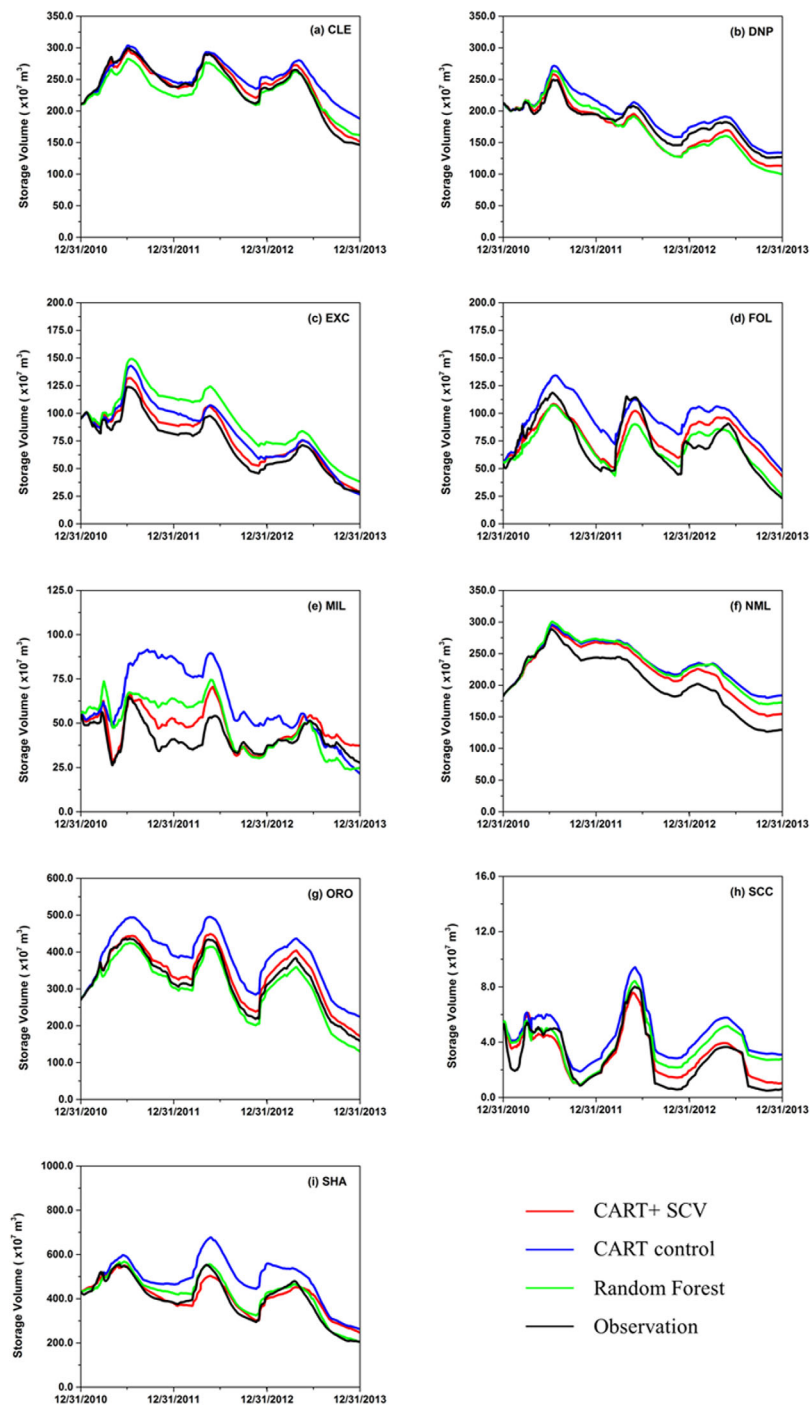 (a) CLE
Storage Volume ( x10⁷ m³)
350.0
300.0
250.0
200.0
150.0
100.0
50.0
0.0
12/31/2010 12/31/2011 12/31/2012 12/31/2013
(b) DNP
Storage Volume ( x10⁷ m³)
350.0
300.0
250.0
200.0
150.0
100.0
50.0
0.0
12/31/2010 12/31/2011 12/31/2012 12/31/2013
(c) EXC
Storage Volume ( x10⁷ m³)
200.0
175.0
150.0
125.0
100.0
75.0
50.0
25.0
0.0
12/31/2010 12/31/2011 12/31/2012 12/31/2013
(d) FOL
Storage Volume ( x10⁷ m³)
200.0
175.0
150.0
125.0
100.0
75.0
50.0
25.0
0.0
12/31/2010 12/31/2011 12/31/2012 12/31/2013
(e) MIL
Storage Volume ( x10⁷ m³)
125.0
100.0
75.0
50.0
25.0
0.0
12/31/2010 12/31/2011 12/31/2012 12/31/2013
(f) NML
Storage Volume ( x10⁷ m³)
350.0
300.0
250.0
200.0
150.0
100.0
50.0
0.0
12/31/2010 12/31/2011 12/31/2012 12/31/2013
(g) ORO
Storage Volume ( x10⁷ m³)
600.0
500.0
400.0
300.0
200.0
100.0
0.0
12/31/2010 12/31/2011 12/31/2012 12/31/2013
(h) SCC
Storage Volume ( x10⁷ m³)
16.0
12.0
8.0
4.0
0.0
12/31/2010 12/31/2011 12/31/2012 12/31/2013
(i) SHA
Storage Volume ( x10⁷ m³)
1000.0
800.0
600.0
400.0
200.0
0.0
12/31/2010 12/31/2011 12/31/2012 12/31/2013
CART+ SCV
CART control
Random Forest
Observation